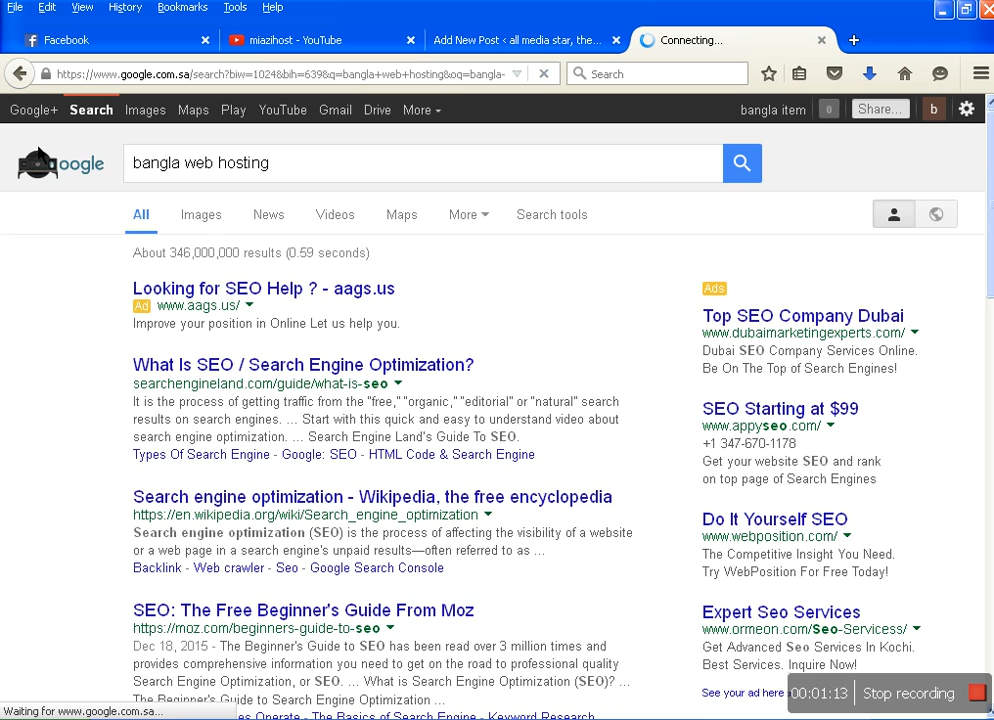 File Edit View History Bookmarks Tools Help
Facebook
miazihost - YouTube
Add New Post ‹ all media star, the...
Connecting...
https://www.google.com.sa/search?biw=1024&bih=639&q=bangla+web+hosting&oq=bangla-
Search
Google+ Search Images Maps Play YouTube Gmail Drive More
bangla item 0 Share... b
oogle
bangla web hosting
All Images News Videos Maps More Search tools
About 346,000,000 results (0.59 seconds)
Looking for SEO Help ? - aags.us
Ad www.aags.us/
Improve your position in Online Let us help you.
What Is SEO / Search Engine Optimization?
searchengineland.com/guide/what-is-seo
It is the process of getting traffic from the "free," "organic," "editorial" or "natural" search
results on search engines. ... Start with this quick and easy to understand video about
search engine optimization. ... Search Engine Land's Guide To SEO.
Types Of Search Engine - Google: SEO - HTML Code & Search Engine
Search engine optimization - Wikipedia, the free encyclopedia
https://en.wikipedia.org/wiki/Search_engine_optimization
Search engine optimization (SEO) is the process of affecting the visibility of a website
or a web page in a search engine's unpaid results—often referred to as ...
Backlink - Web crawler - Seo - Google Search Console
SEO: The Free Beginner's Guide From Moz
https://moz.com/beginners-guide-to-seo
Dec 18, 2015 - The Beginner's Guide to SEO has been read over 3 million times and
provides comprehensive information you need to get on the road to professional quality
Search Engine Optimization, or SEO. ... What is Search Engine Optimization (SEO)? ...
The Beginner's Guide to Search Engine Optimization ...
es Operate - The Basics of Search Engine - Keyword Research
Ads
Top SEO Company Dubai
www.dubaimarketingexperts.com/
Dubai SEO Company Services Online.
Be On The Top of Search Engines!
SEO Starting at $99
www.appyseo.com/
+1 347-670-1178
Get your website SEO and rank
on top page of Search Engines
Do It Yourself SEO
www.webposition.com/
The Competitive Insight You Need.
Try WebPosition For Free Today!
Expert Seo Services
www.ormeon.com/Seo-Servicess/
Get Advanced Seo Services In Kochi.
Best Services. Inquire Now!
See your ad here
00:01:13 Stop recording
Waiting for www.google.com.sa...